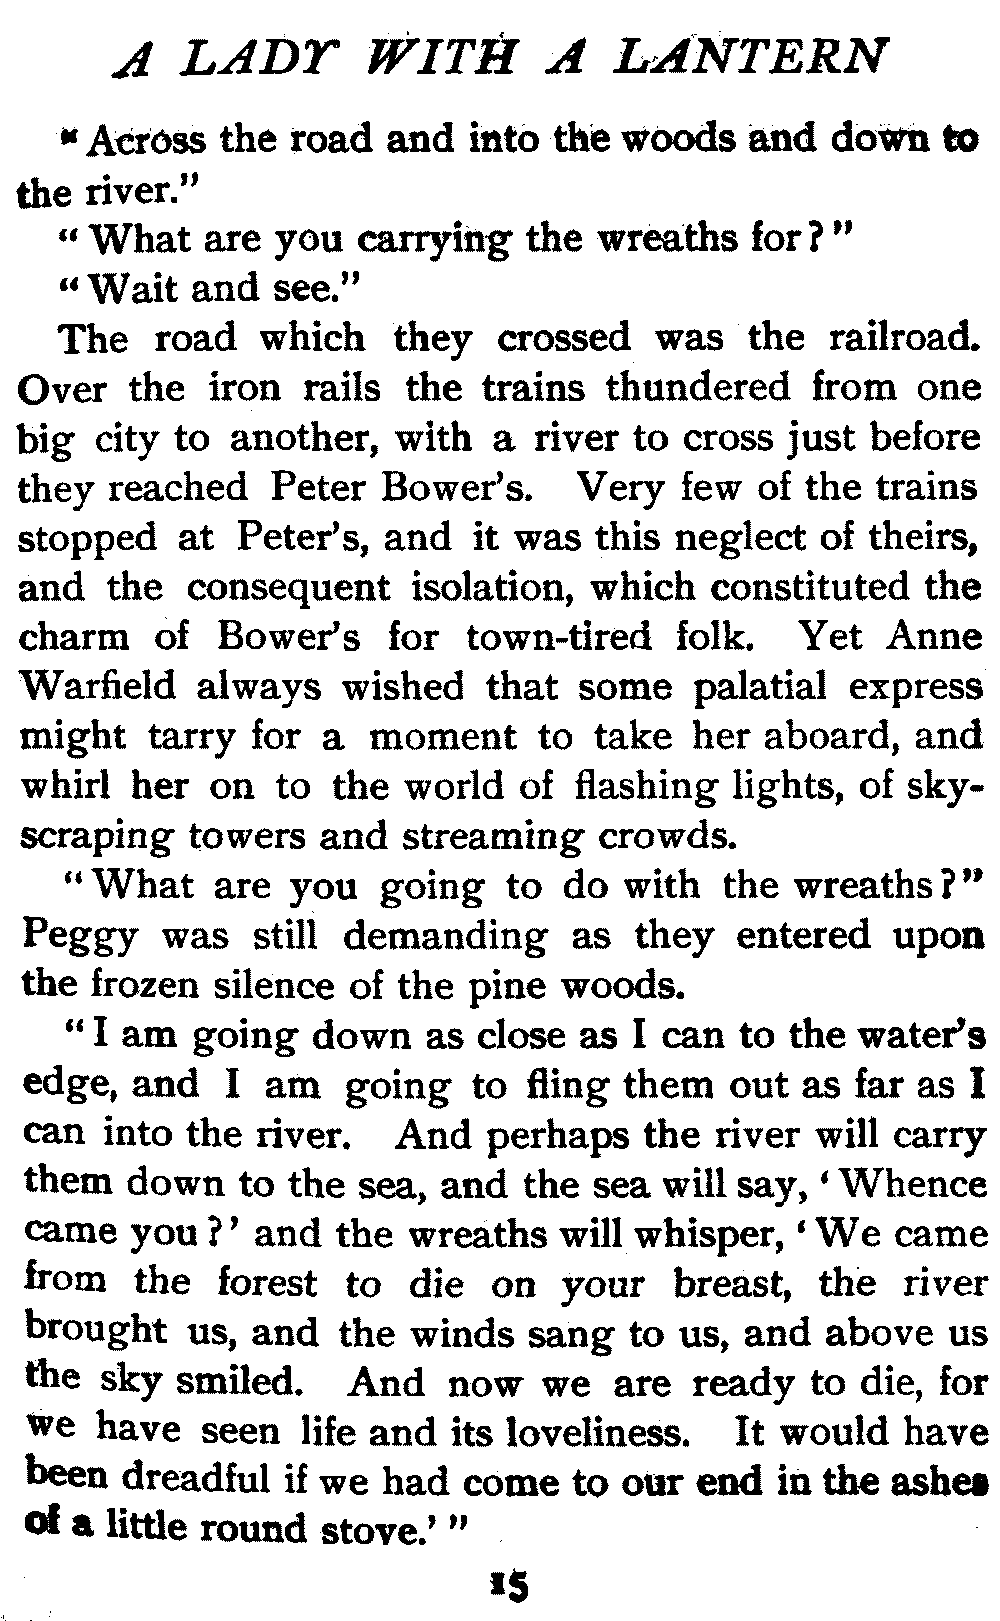 A LADY WITH A LANTERN
“Across the road and into the woods and down to
the river.”
“What are you carrying the wreaths for?”
“Wait and see.”
The road which they crossed was the railroad.
Over the iron rails the trains thundered from one
big city to another, with a river to cross just before
they reached Peter Bower's. Very few of the trains
stopped at Peter's, and it was this neglect of theirs,
and the consequent isolation, which constituted the
charm of Bower's for town-tired folk. Yet Anne
Warfield always wished that some palatial express
might tarry for a moment to take her aboard, and
whirl her on to the world of flashing lights, of sky-
scraping towers and streaming crowds.
“What are you going to do with the wreaths?”
Peggy was still demanding as they entered upon
the frozen silence of the pine woods.
“I am going down as close as I can to the water's
edge, and I am going to fling them out as far as I
can into the river. And perhaps the river will carry
them down to the sea, and the sea will say, ‘Whence
came you?’ and the wreaths will whisper, ‘We came
from the forest to die on your breast, the river
brought us, and the winds sang to us, and above us
the sky smiled. And now we are ready to die, for
we have seen life and its loveliness. It would have
been dreadful if we had come to our end in the ashes
of a little round stove.’”
15